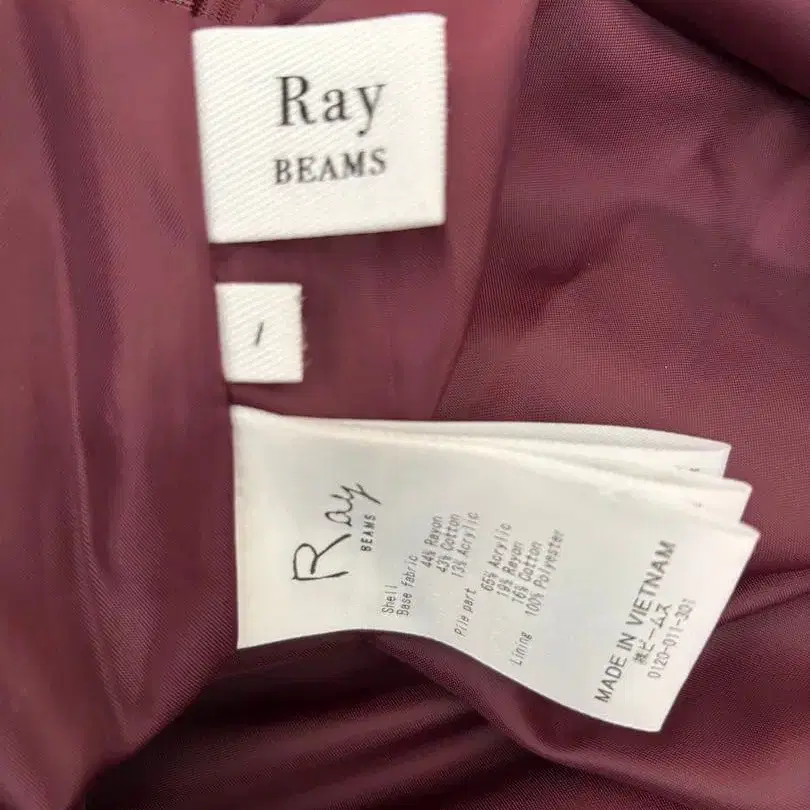 Ray
BEAMS
1
Ray
BEAMS
Shell
Base fabric
44% Rayon
43% Cotton
13% Acrylic
Pile part
65% Acrylic
19% Rayon
16% Cotton
Lining
100% Polyester
MADE IN VIETNAM
㈱ビームス
0120-011-301